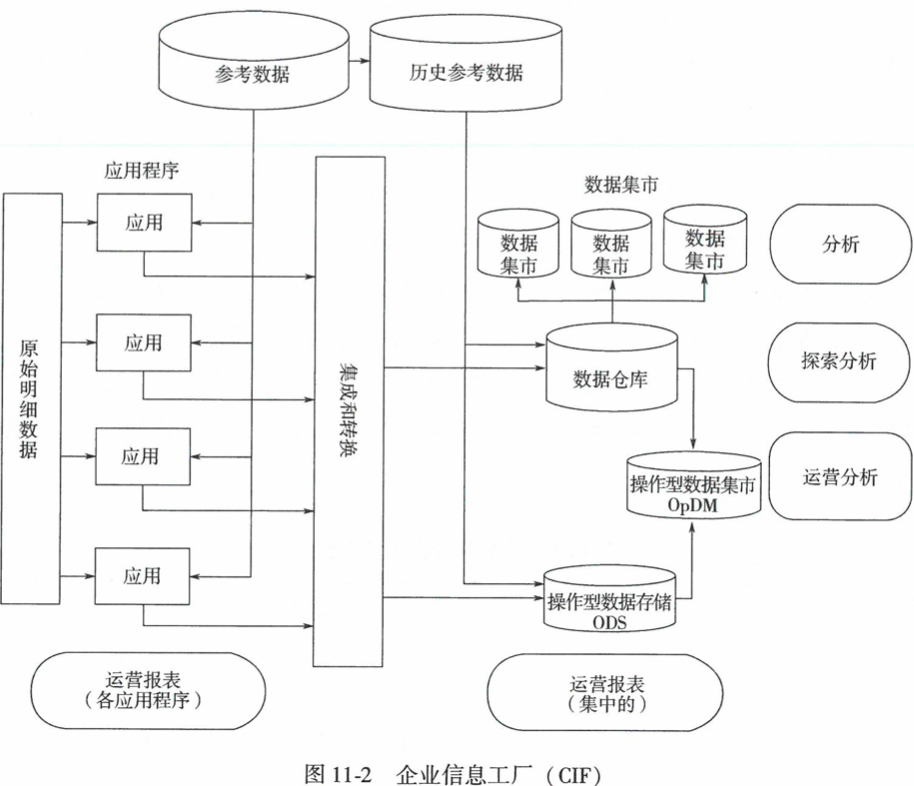 参考数据
历史参考数据
应用程序
数据集市
应用
数据
集市
数据
集市
数据
集市
分析
原始明细数据
应用
集成和转换
数据仓库
探索分析
应用
操作型数据集市
OpDM
运营分析
应用
操作型数据存储
ODS
运营报表
（各应用程序）
运营报表
（集中的）
图 11-2 企业信息工厂（CIF）